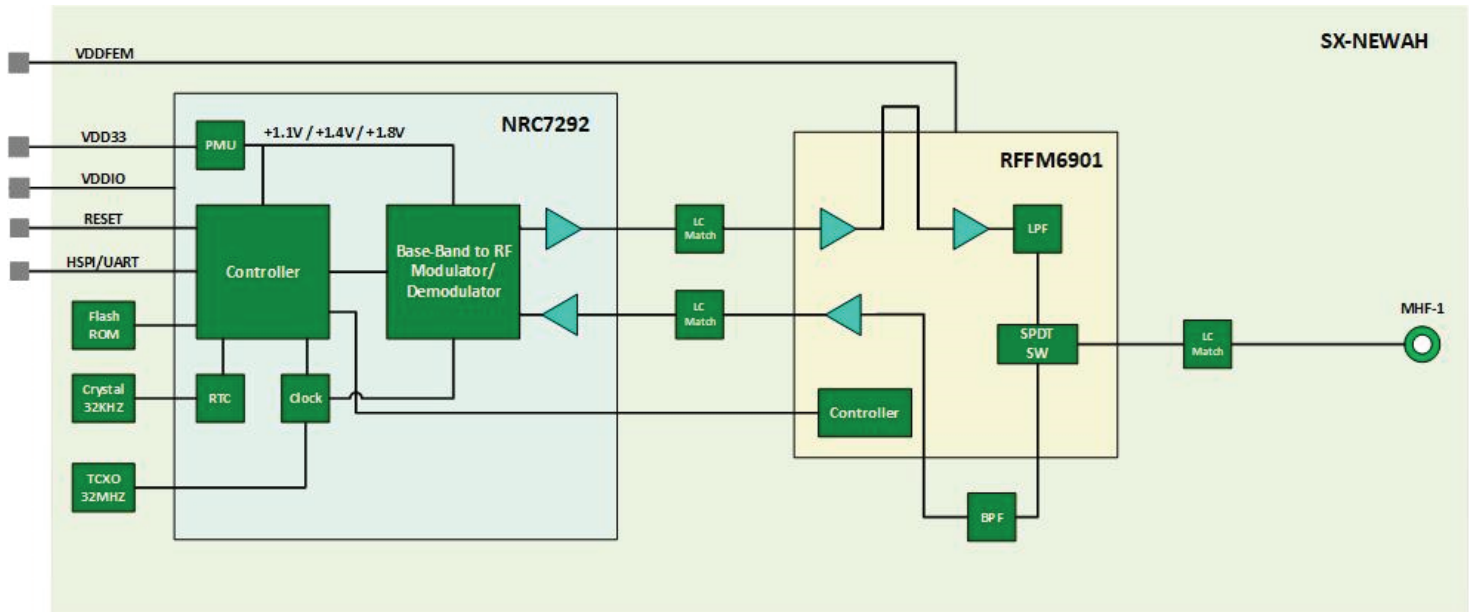 SX-NEWAH
VDDFEM
NRC7292
VDD33
PMU
+1.1V / +1.4V / +1.8V
RFFM6901
VDDIO
RESET
HSPI/UART
Controller
Base-Band to RF
Modulator/
Demodulator
LC
Match
LPF
LC
Match
Flash
ROM
SPDT
SW
LC
Match
MHF-1
Crystal
32KHZ
RTC
Clock
Controller
TCXO
32MHZ
BPF